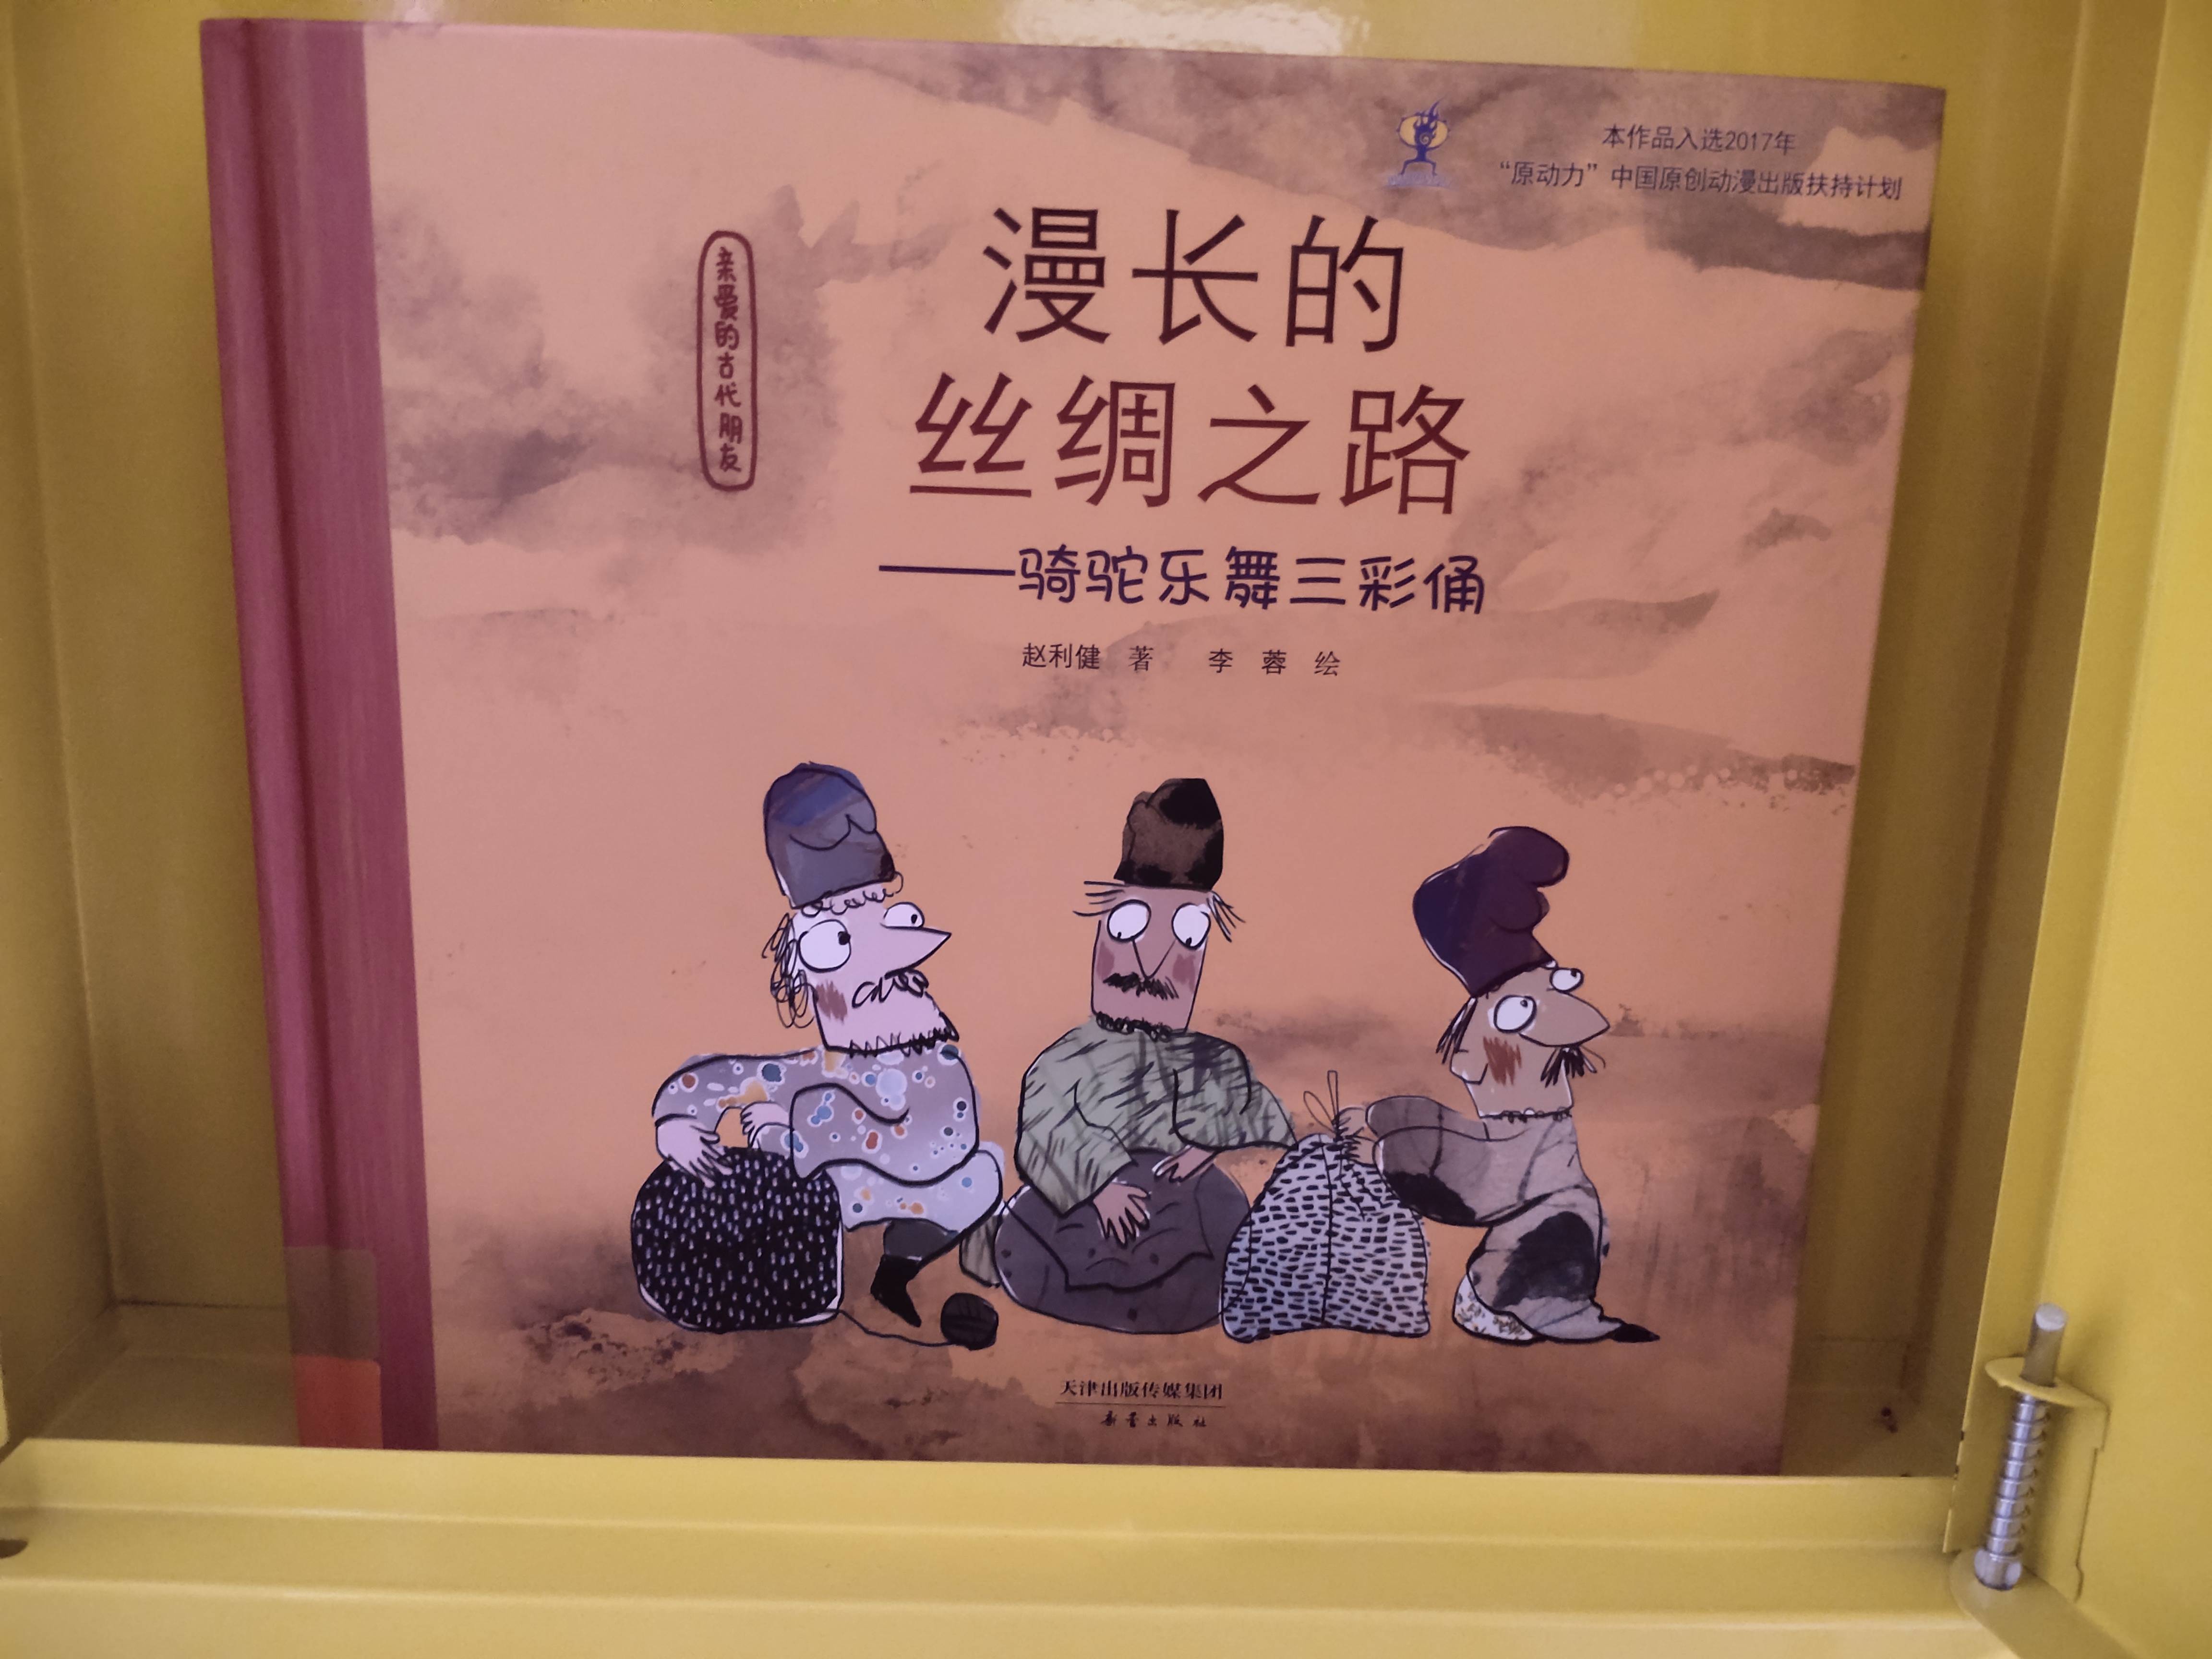 本作品入选2017年
“原动力”中国原创动漫出版扶持计划
亲爱的古代朋友
漫长的
丝绸之路
——骑驼乐舞三彩俑
赵利健 著 李 蓉 绘
天津出版传媒集团
新蕾出版社